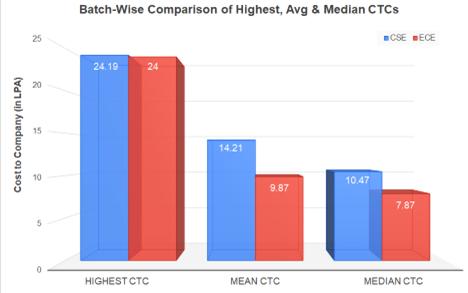 Batch-Wise Comparison of Highest, Avg & Median CTCs
CSE ECE
Cost to Company (in LPA)
25
20
15
10
5
0
24.19 24
14.21 9.87
10.47 7.87
HIGHEST CTC MEAN CTC MEDIAN CTC